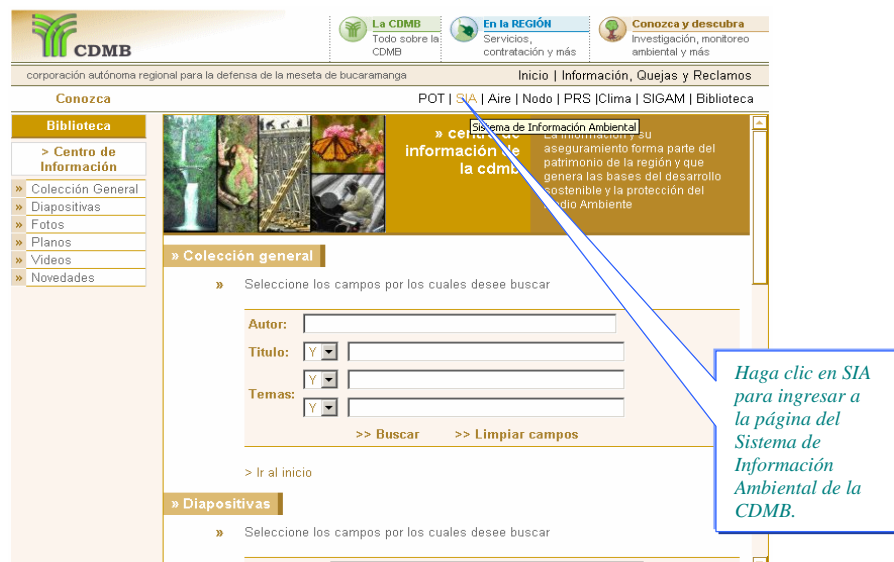 CDMB
La CDMB
Todo sobre la
CDMB
En la REGIÓN
Servicios,
contratación y más
Conozca y descubra
Investigación, monitoreo
ambiental y más
corporación autónoma regional para la defensa de la meseta de bucaramanga
Inicio | Información, Quejas y Reclamos
Conozca
POT | SIA | Aire | Nodo | PRS |Clima | SIGAM | Biblioteca
Sistema de Información Ambiental
Biblioteca
> Centro de
Información
» Colección General
» Diapositivas
» Fotos
» Planos
» Videos
» Novedades
» centro de
información de
la cdmb
La información y su
aseguramiento forma parte del
patrimonio de la región y que
genera las bases del desarrollo
sostenible y la protección del
Medio Ambiente
» Colección general
» Seleccione los campos por los cuales desee buscar
Autor:
Titulo: Y
Temas: Y
Y
>> Buscar >> Limpiar campos
> Ir al inicio
» Diapositivas
» Seleccione los campos por los cuales desee buscar
Haga clic en SIA
para ingresar a
la página del
Sistema de
Información
Ambiental de la
CDMB.